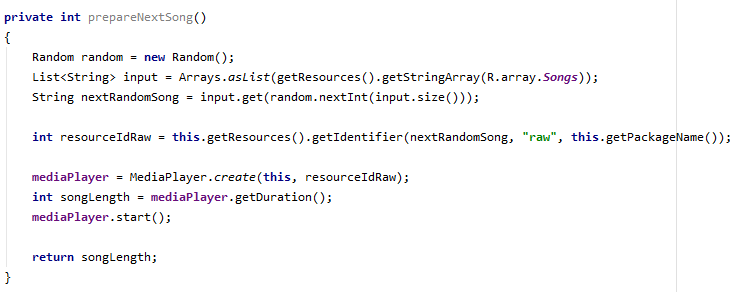 private int prepareNextSong()
{
    Random random = new Random();
    List<String> input = Arrays.asList(getResources().getStringArray(R.array.Songs));
    String nextRandomSong = input.get(random.nextInt(input.size()));

    int resourceIdRaw = this.getResources().getIdentifier(nextRandomSong, "raw", this.getPackageName());

    mediaPlayer = MediaPlayer.create(this, resourceIdRaw);
    int songLength = mediaPlayer.getDuration();
    mediaPlayer.start();

    return songLength;
}